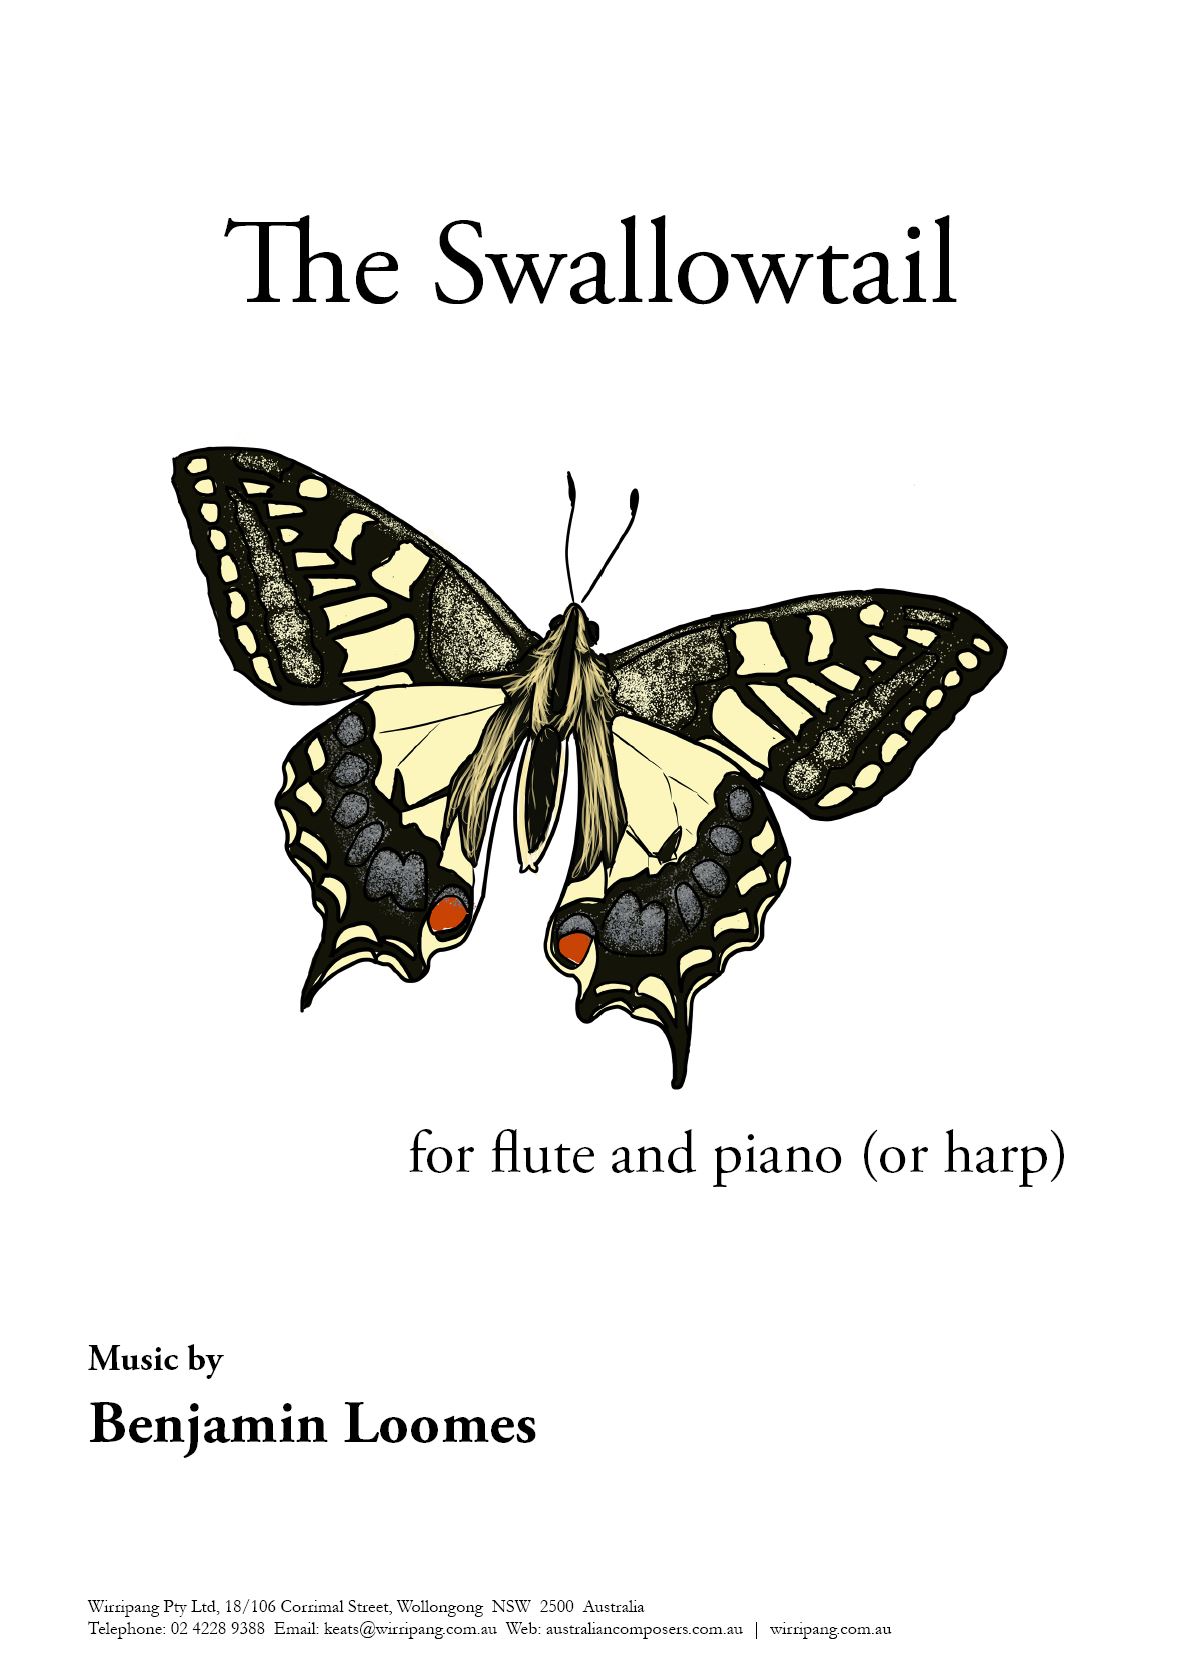 The Swallowtail
for flute and piano (or harp)
Music by
Benjamin Loomes
Wirripang Pty Ltd, 18/106 Corrimal Street, Wollongong  NSW  2500  Australia
Telephone: 02 4228 9388  Email: keats@wirripang.com.au  Web: australiancomposers.com.au  |  wirripang.com.au